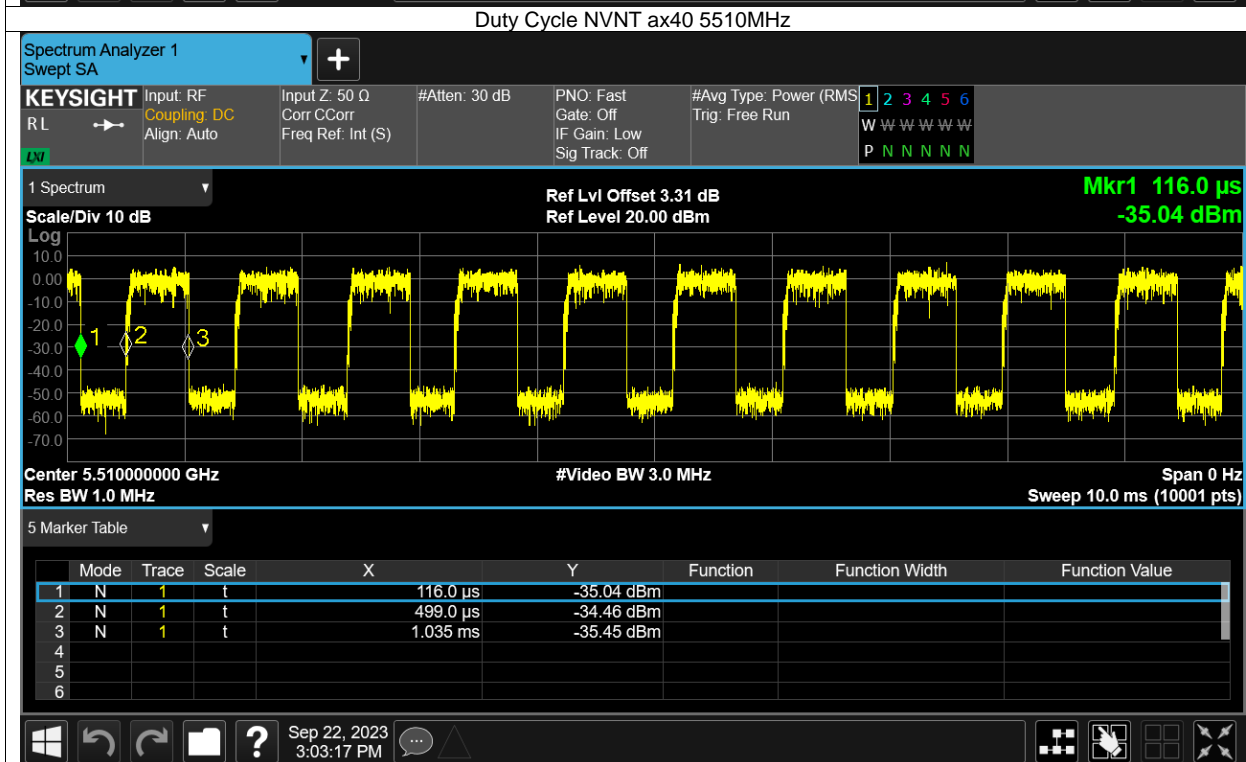 Duty Cycle NVNT ax40 5510MHz
Spectrum Analyzer 1
Swept SA
KEYSIGHT Input: RF Input Z: 50 Ω #Atten: 30 dB PNO: Fast #Avg Type: Power (RMS 1 2 3 4 5 6
R L Coupling: DC Corr CCorr Gate: Off Trig: Free Run W W W W W W
Align: Auto Freq Ref: Int (S) IF Gain: Low
LXI Sig Track: Off P N N N N N
1 Spectrum Ref Lvl Offset 3.31 dB Mkr1 116.0 µs
Scale/Div 10 dB Ref Level 20.00 dBm -35.04 dBm
Log
10.0
0.00
-10.0
-20.0
1 2 3
-30.0
-40.0
-50.0
-60.0
-70.0
Center 5.510000000 GHz #Video BW 3.0 MHz Span 0 Hz
Res BW 1.0 MHz Sweep 10.0 ms (10001 pts)
5 Marker Table
Mode Trace Scale X Y Function Function Width Function Value
1 N 1 t 116.0 µs -35.04 dBm
2 N 1 t 499.0 µs -34.46 dBm
3 N 1 t 1.035 ms -35.45 dBm
4
5
6
? Sep 22, 2023
3:03:17 PM